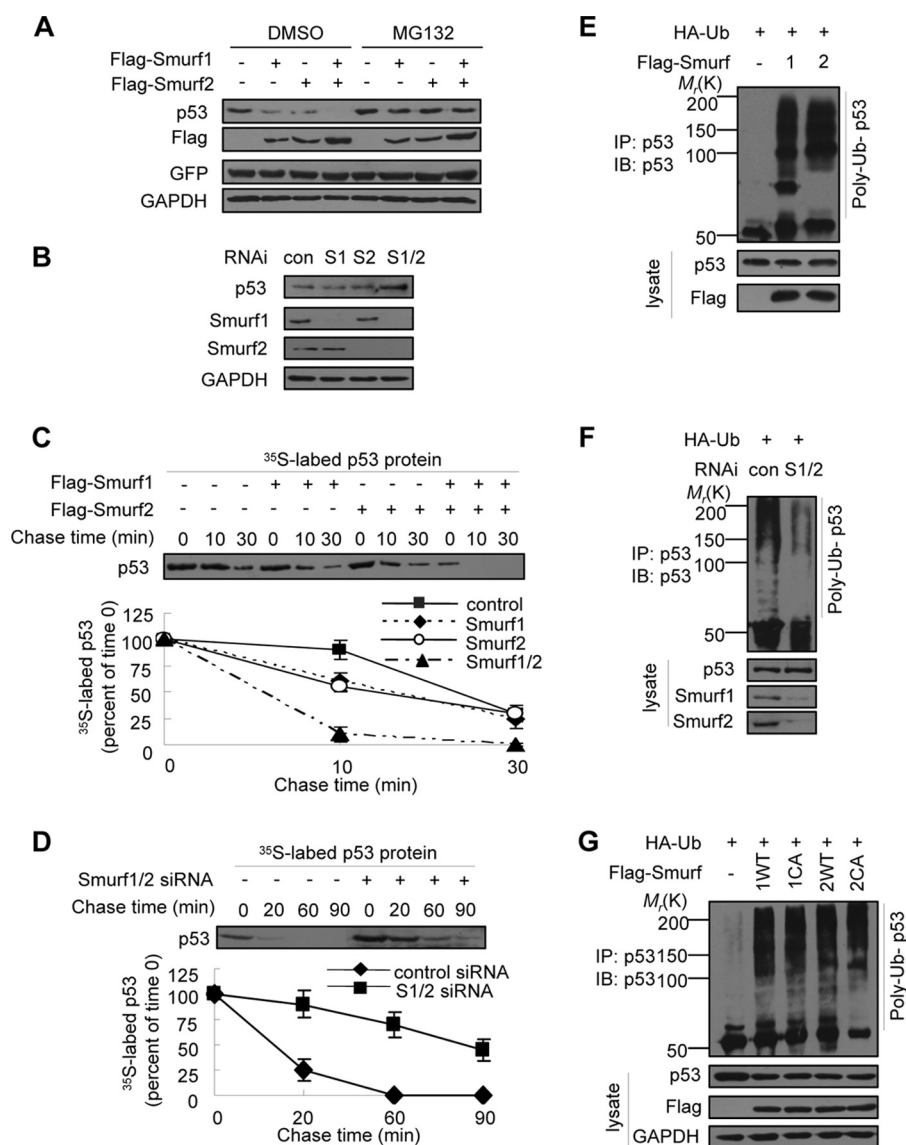 A
DMSO MG132
Flag-Smurf1 - + - + - + - +
Flag-Smurf2 - - + + - - + +
p53
Flag
GFP
GAPDH
B
RNAi con S1 S2 S1/2
p53
Smurf1
Smurf2
GAPDH
C
³⁵S-labed p53 protein
Flag-Smurf1 - - - + + + - - - + + +
Flag-Smurf2 - - - - - - + + + + + +
Chase time (min) 0 10 30 0 10 30 0 10 30 0 10 30
p53
³⁵S-labed p53
(percent of time 0)
125
100
75
50
25
0
control
Smurf1
Smurf2
Smurf1/2
0 10 30
Chase time (min)
D
³⁵S-labed p53 protein
Smurf1/2 siRNA - - - - + + + +
Chase time (min) 0 20 60 90 0 20 60 90
p53
³⁵S-labed p53
(percent of time 0)
125
100
75
50
25
0
control siRNA
S1/2 siRNA
0 20 60 90
Chase time (min)
E
HA-Ub + + +
Flag-Smurf - 1 2
Mr(K)
200
150
100
50
IP: p53
IB: p53
Poly-Ub- p53
lysate
p53
Flag
F
HA-Ub + +
RNAi con S1/2
Mr(K)
200
150
100
50
IP: p53
IB: p53
Poly-Ub- p53
lysate
p53
Smurf1
Smurf2
G
HA-Ub + + + + +
Flag-Smurf - 1WT 1CA 2WT 2CA
Mr(K)
200
IP: p53 150
IB: p53 100
50
Poly-Ub- p53
lysate
p53
Flag
GAPDH